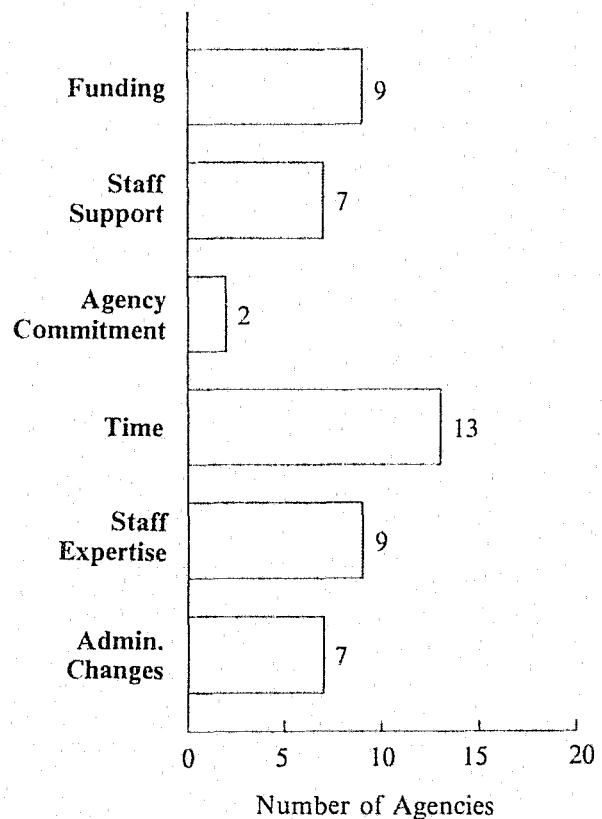 Funding
9
Staff
Support
7
Agency
Commitment
2
Time
13
Staff
Expertise
9
Admin.
Changes
7
0 5 10 15 20
Number of Agencies